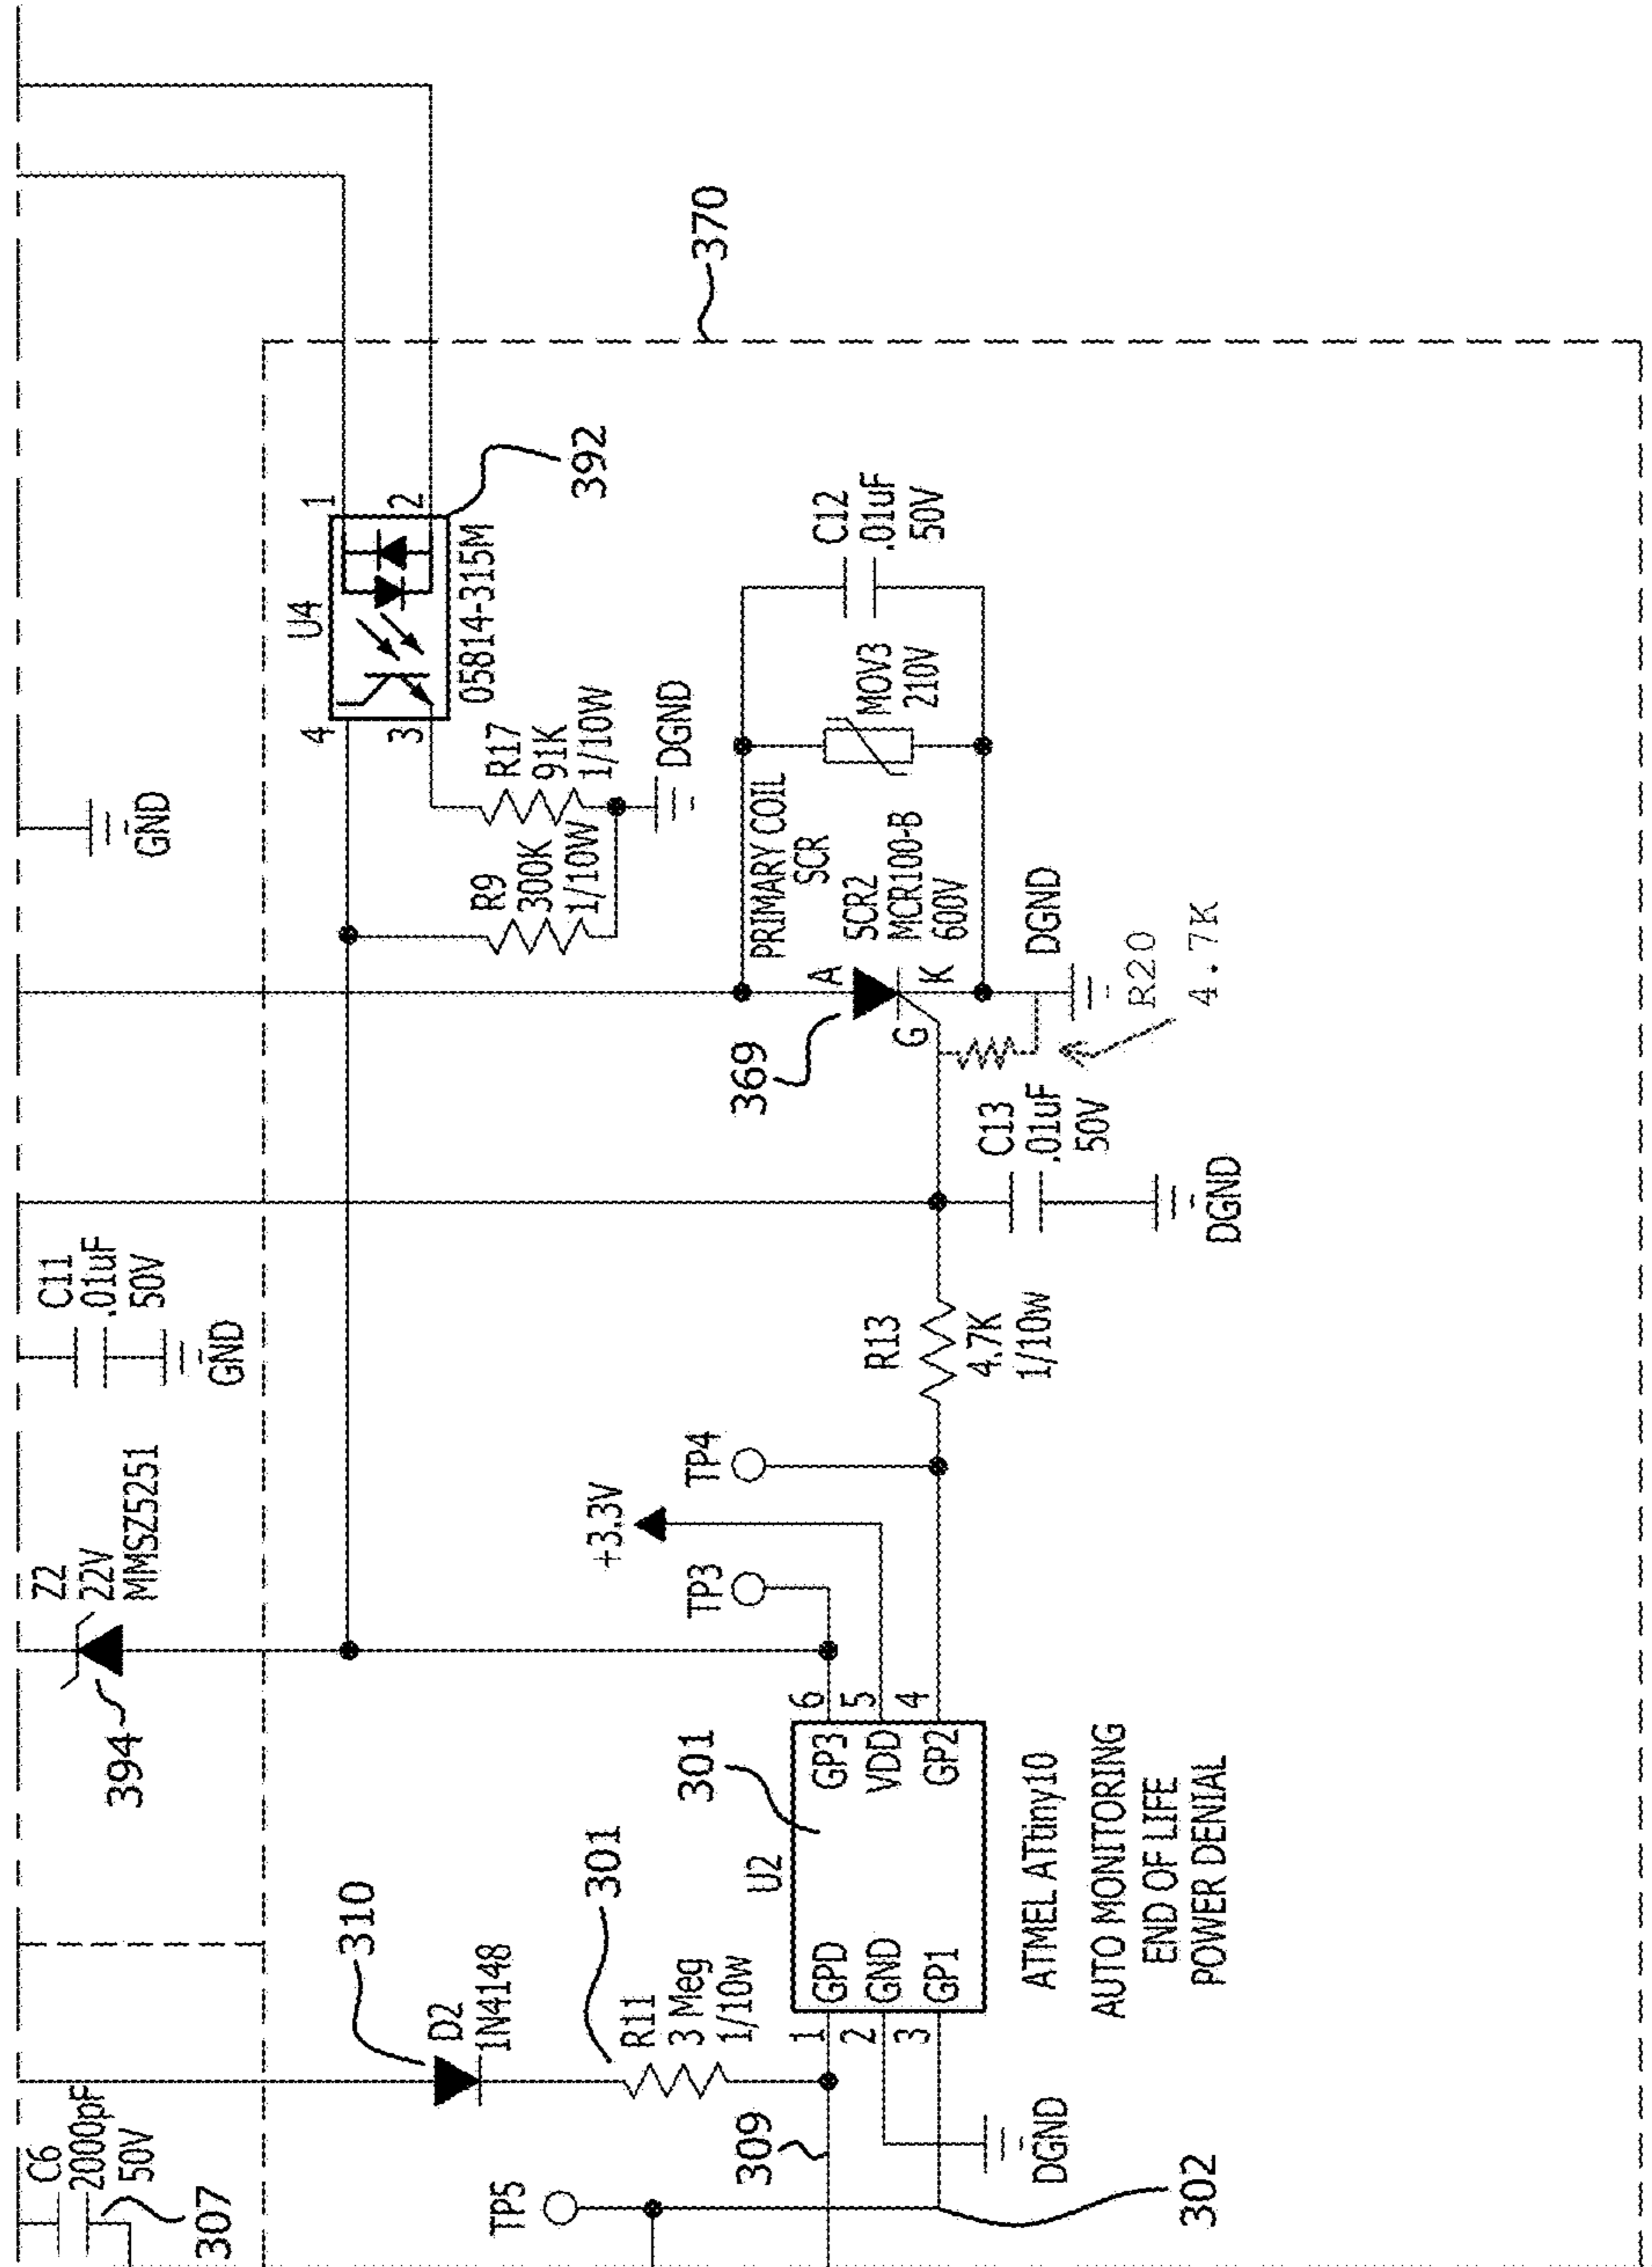 C6
2000pF
50V
307
Z2
22V
MMSZ5251
394
C11
.01uF
50V
GND
GND
310
D2
1N4148
301
R11
3 Meg
1/10w
TP5
309
U4
4
3
1
2
05814-315M
392
R9
300K
1/10W
R17
91K
1/10W
DGND
370
+3.3V
TP3
TP4
U2
301
1
2
3
GPD
GND
GP1
GP3
VDD
GP2
6
5
4
DGND
302
ATMEL ATtiny10
AUTO MONITORING
END OF LIFE
POWER DENIAL
R13
4.7K
1/10w
C13
.01uF
50V
DGND
369
PRIMARY COIL
SCR
A
G
K
SCR2
MCR100-B
600V
MOV3
210V
C12
.01uF
50V
DGND
R20
4.7K